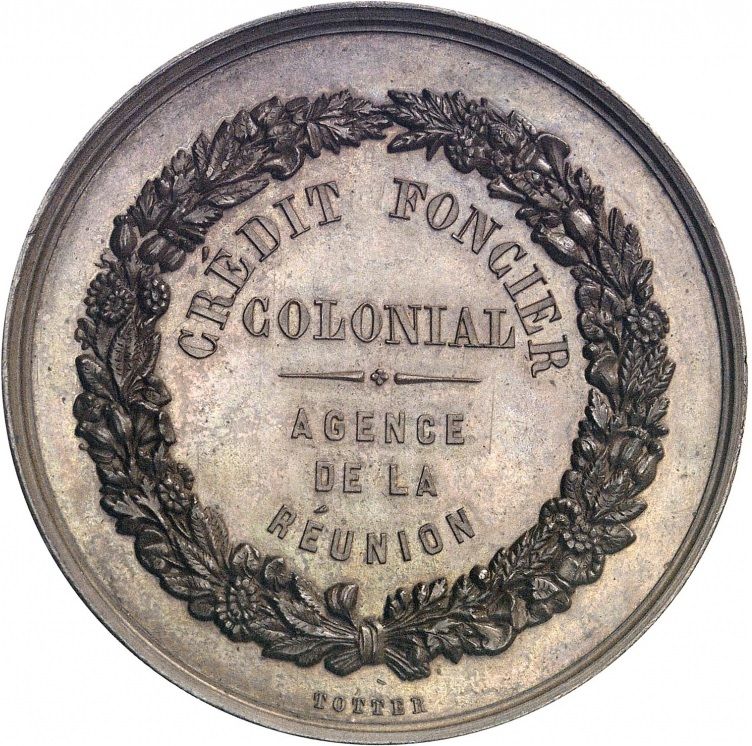 CRÉDIT FONCIER
COLONIAL
AGENCE
DE LA
RÉUNION
TOTTER